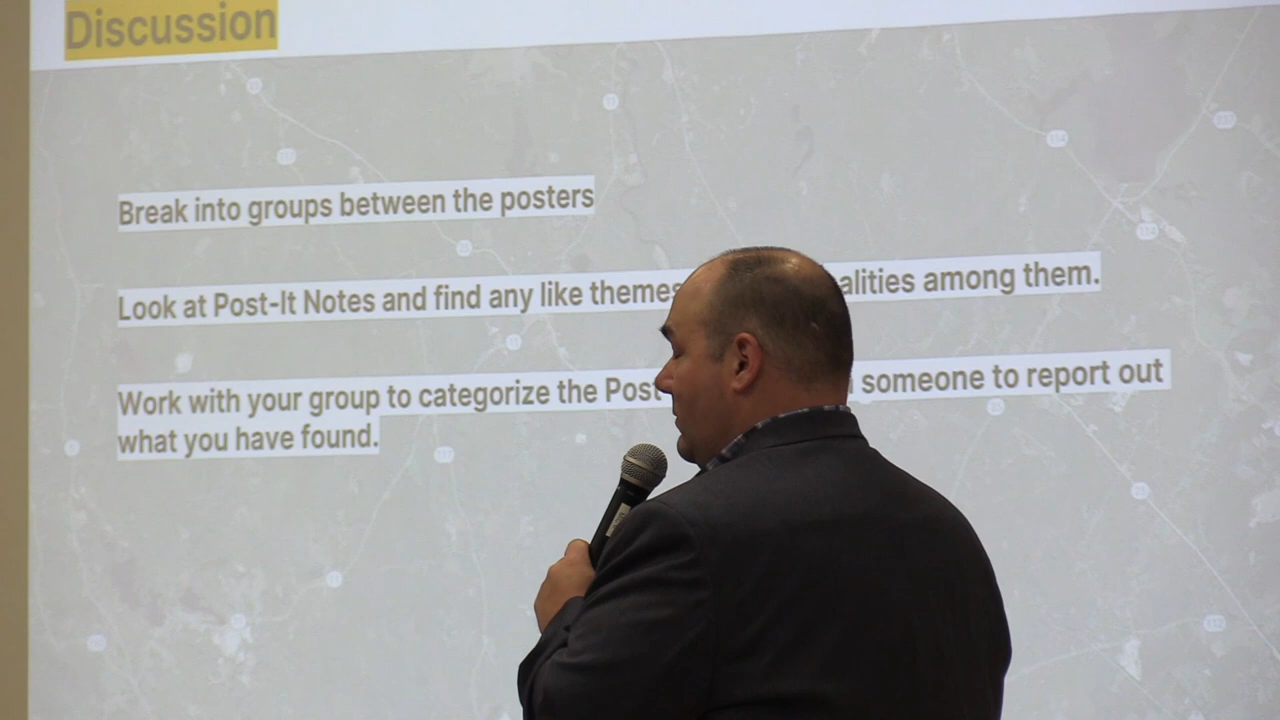 Discussion
Break into groups between the posters
Look at Post-It Notes and find any like themes alities among them.
Work with your group to categorize the Post someone to report out
what you have found.